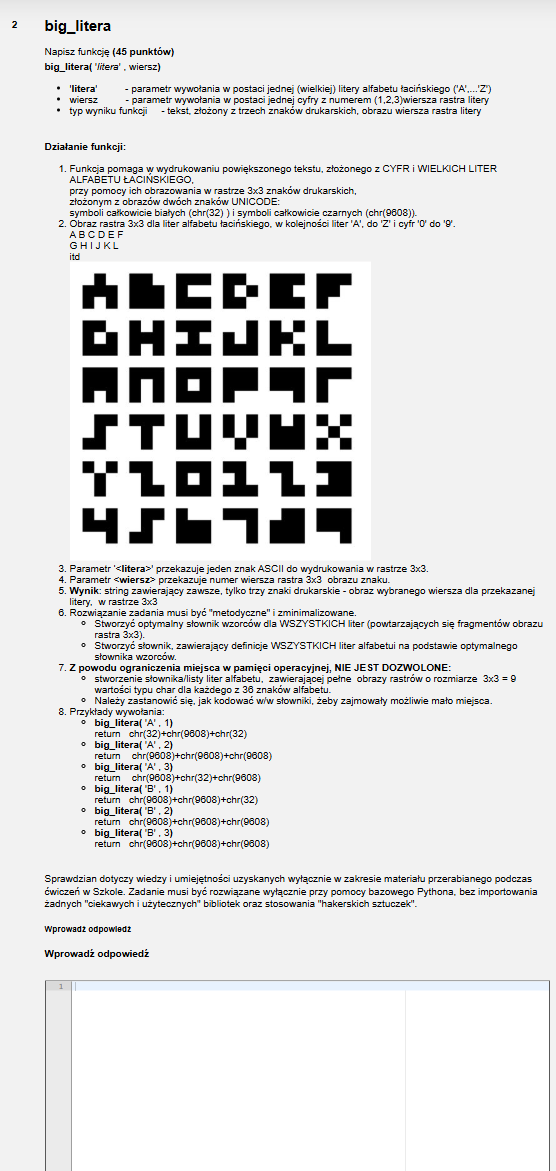 2
big_litera
Napisz funkcję (45 punktów)
big_litera( 'litera' , wiersz)
• 'litera' - parametr wywołania w postaci jednej (wielkiej) litery alfabetu łacińskiego ('A',...'Z')
• wiersz - parametr wywołania w postaci jednej cyfry z numerem (1,2,3)wiersza rastra litery
• typ wyniku funkcji - tekst, złożony z trzech znaków drukarskich, obrazu wiersza rastra litery
Działanie funkcji:
1. Funkcja pomaga w wydrukowaniu powiększonego tekstu, złożonego z CYFR i WIELKICH LITER
ALFABETU ŁACIŃSKIEGO,
przy pomocy ich obrazowania w rastrze 3x3 znaków drukarskich,
złożonym z obrazów dwóch znaków UNICODE:
symboli całkowicie białych (chr(32) ) i symboli całkowicie czarnych (chr(9608)).
2. Obraz rastra 3x3 dla liter alfabetu łacińskiego, w kolejności liter 'A', do 'Z' i cyfr '0' do '9'.
A B C D E F
G H I J K L
itd
A B C D E F
G H I J K L
M N O P Q R
S T U V W X
Y Z 0 1 2 3
4 5 6 7 8 9
3. Parametr '<litera>' przekazuje jeden znak ASCII do wydrukowania w rastrze 3x3.
4. Parametr <wiersz> przekazuje numer wiersza rastra 3x3 obrazu znaku.
5. Wynik: string zawierający zawsze, tylko trzy znaki drukarskie - obraz wybranego wiersza dla przekazanej
litery, w rastrze 3x3
6. Rozwiązanie zadania musi być "metodyczne" i zminimalizowane.
○ Stworzyć optymalny słownik wzorców dla WSZYSTKICH liter (powtarzających się fragmentów obrazu
rastra 3x3).
○ Stworzyć słownik, zawierający definicje WSZYSTKICH liter alfabetui na podstawie optymalnego
słownika wzorców.
7. Z powodu ograniczenia miejsca w pamięci operacyjnej, NIE JEST DOZWOLONE:
○ stworzenie słownika/listy liter alfabetu, zawierającej pełne obrazy rastrów o rozmiarze 3x3 = 9
wartości typu char dla każdego z 36 znaków alfabetu.
○ Należy zastanowić się, jak kodować w/w słowniki, żeby zajmowały możliwie mało miejsca.
8. Przykłady wywołania:
○ big_litera( 'A' , 1)
return chr(32)+chr(9608)+chr(32)
○ big_litera( 'A' , 2)
return chr(9608)+chr(9608)+chr(9608)
○ big_litera( 'A' , 3)
return chr(9608)+chr(32)+chr(9608)
○ big_litera( 'B' , 1)
return chr(9608)+chr(9608)+chr(32)
○ big_litera( 'B' , 2)
return chr(9608)+chr(9608)+chr(9608)
○ big_litera( 'B' , 3)
return chr(9608)+chr(9608)+chr(9608)
Sprawdzian dotyczy wiedzy i umiejętności uzyskanych wyłącznie w zakresie materiału przerabianego podczas
ćwiczeń w Szkole. Zadanie musi być rozwiązane wyłącznie przy pomocy bazowego Pythona, bez importowania
żadnych "ciekawych i użytecznych" bibliotek oraz stosowania "hakerskich sztuczek".
Wprowadź odpowiedź
Wprowadź odpowiedź
1